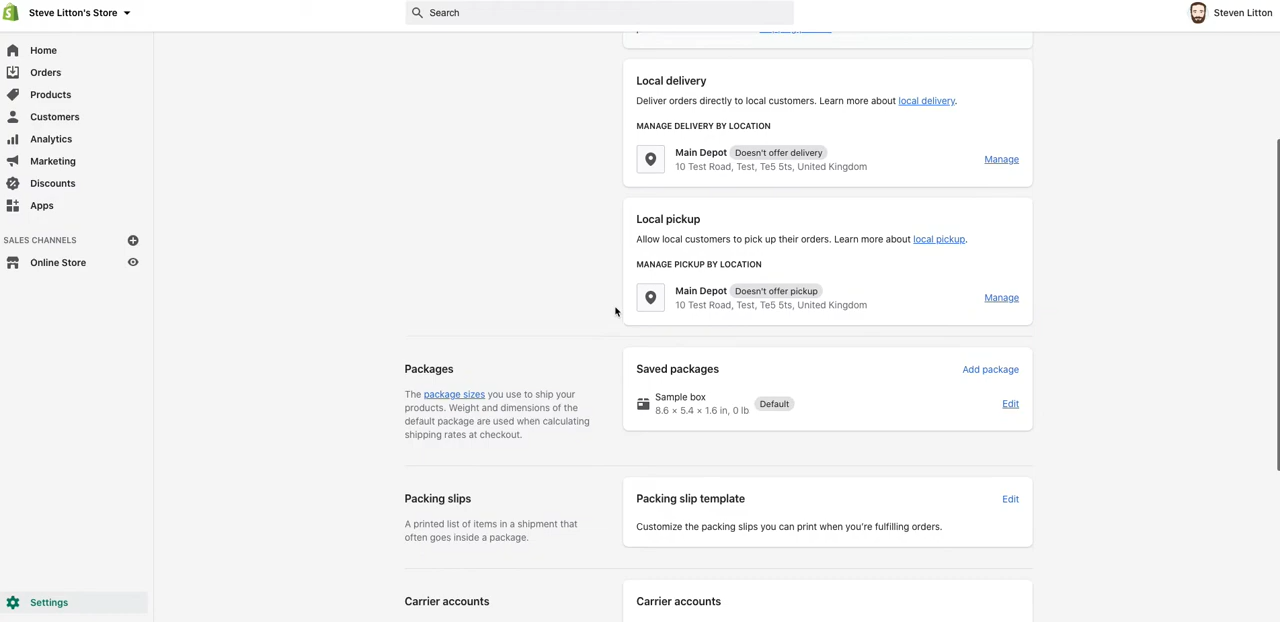 Steve Litton's Store
Search
Steven Litton
Home
Orders
Products
Customers
Analytics
Marketing
Discounts
Apps
SALES CHANNELS
Online Store
Settings
Local delivery
Deliver orders directly to local customers. Learn more about local delivery.
MANAGE DELIVERY BY LOCATION
Main Depot Doesn't offer delivery
10 Test Road, Test, Te5 5ts, United Kingdom
Manage
Local pickup
Allow local customers to pick up their orders. Learn more about local pickup.
MANAGE PICKUP BY LOCATION
Main Depot Doesn't offer pickup
10 Test Road, Test, Te5 5ts, United Kingdom
Manage
Packages
The package sizes you use to ship your
products. Weight and dimensions of the
default package are used when calculating
shipping rates at checkout.
Saved packages
Add package
Sample box
8.6 × 5.4 × 1.6 in, 0 lb
Default
Edit
Packing slips
A printed list of items in a shipment that
often goes inside a package.
Packing slip template
Edit
Customize the packing slips you can print when you're fulfilling orders.
Carrier accounts
Carrier accounts